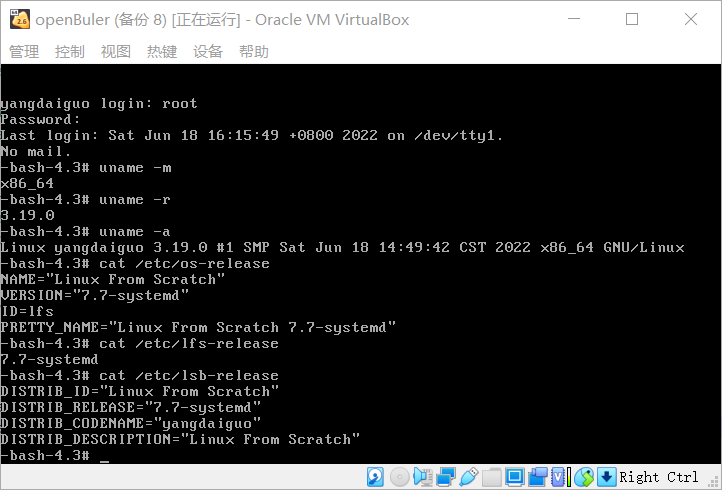 openBuler (备份 8) [正在运行] - Oracle VM VirtualBox
管理 控制 视图 热键 设备 帮助
yangdaiguo login: root
Password:
Last login: Sat Jun 18 16:15:49 +0800 2022 on /dev/tty1.
No mail.
-bash-4.3# uname -m
x86_64
-bash-4.3# uname -r
3.19.0
-bash-4.3# uname -a
Linux yangdaiguo 3.19.0 #1 SMP Sat Jun 18 14:49:42 CST 2022 x86_64 GNU/Linux
-bash-4.3# cat /etc/os-release
NAME="Linux From Scratch"
VERSION="7.7-systemd"
ID=lfs
PRETTY_NAME="Linux From Scratch 7.7-systemd"
-bash-4.3# cat /etc/lfs-release
7.7-systemd
-bash-4.3# cat /etc/lsb-release
DISTRIB_ID="Linux From Scratch"
DISTRIB_RELEASE="7.7-systemd"
DISTRIB_CODENAME="yangdaiguo"
DISTRIB_DESCRIPTION="Linux From Scratch"
-bash-4.3# _
Right Ctrl